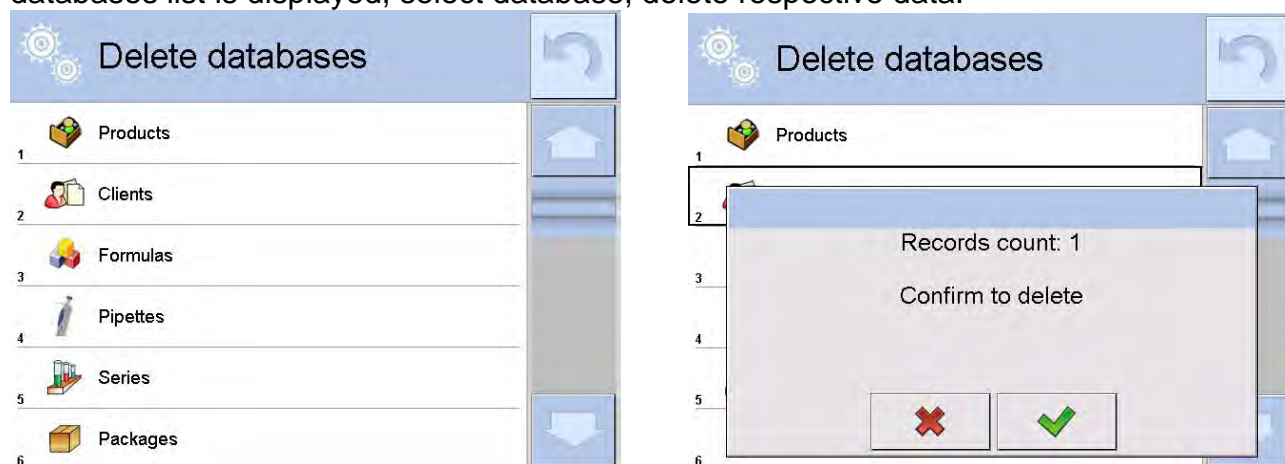 databases list is displayed, select database, delete respective data.
Delete databases
Products
1
Clients
2
Formulas
3
Pipettes
4
Series
5
Packages
6
Delete databases
Products
1
2
Records count: 1
3
Confirm to delete
4
5
6